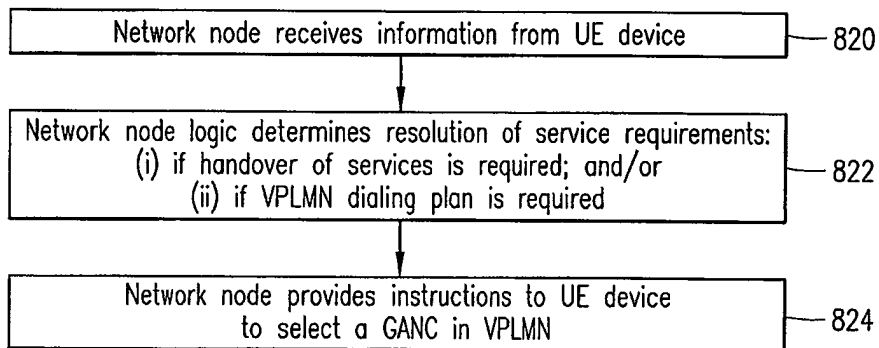 Network node receives information from UE device
820
Network node logic determines resolution of service requirements:
(i) if handover of services is required; and/or
(ii) if VPLMN dialing plan is required
822
Network node provides instructions to UE device
to select a GANC in VPLMN
824